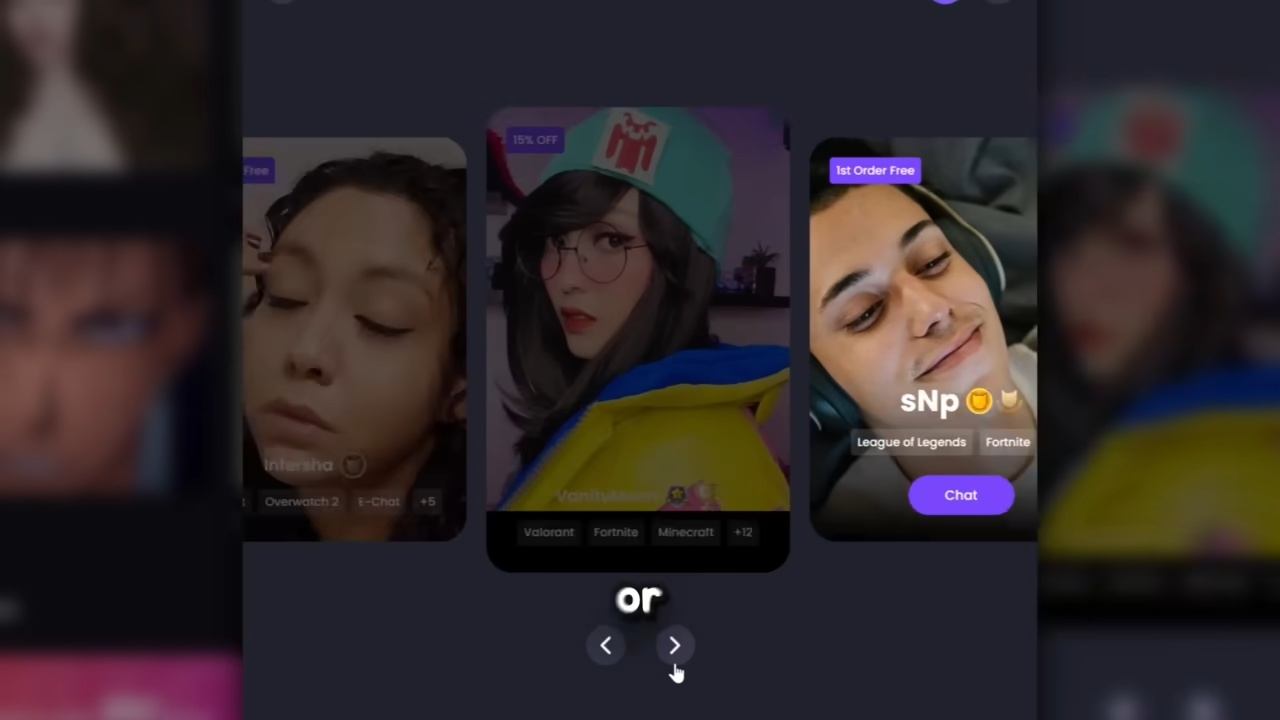 Free
15% OFF
1st Order Free
sNp
League of Legends
Fortnite
Chat
Intersha
Overwatch 2
E-Chat
+5
Valorant
Fortnite
Minecraft
+12
or